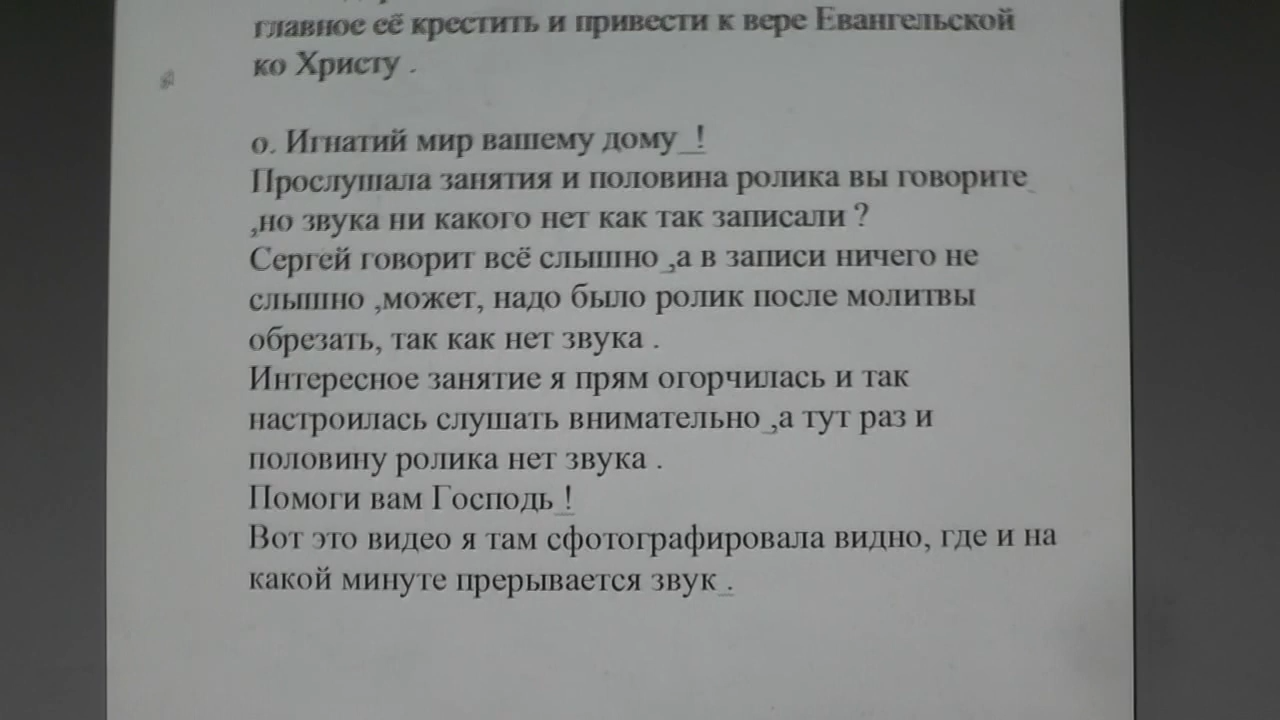 главное её крестить и привести к вере Евангельской
ко Христу .
о. Игнатий мир вашему дому !
Прослушала занятия и половина ролика вы говорите
,но звука ни какого нет как так записали ?
Сергей говорит всё слышно ,а в записи ничего не
слышно ,может, надо было ролик после молитвы
обрезать, так как нет звука .
Интересное занятие я прям огорчилась и так
настроилась слушать внимательно ,а тут раз и
половину ролика нет звука .
Помоги вам Господь !
Вот это видео я там сфотографировала видно, где и на
какой минуте прерывается звук .